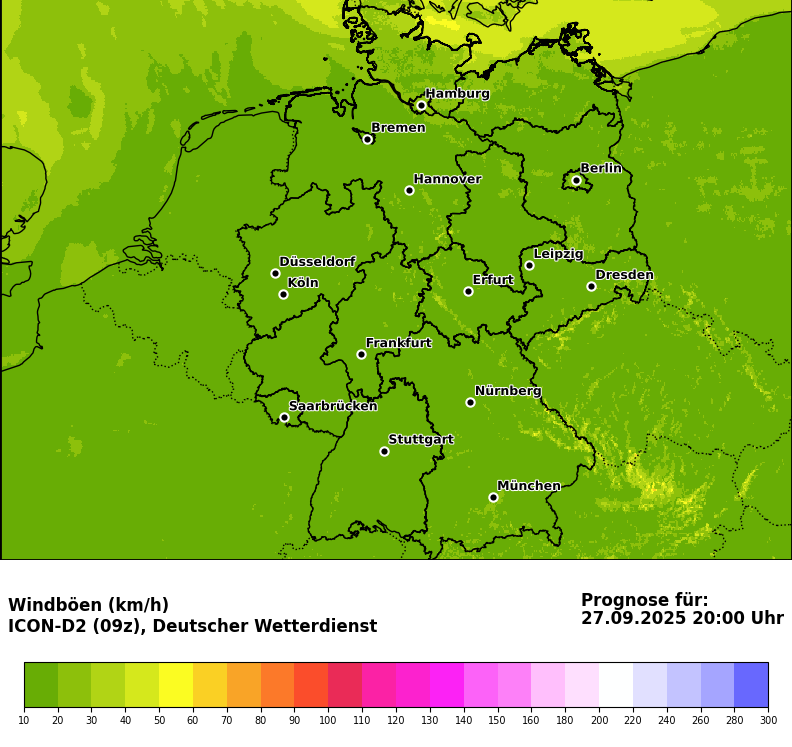 Hamburg
Bremen
Berlin
Hannover
Leipzig
Düsseldorf
Dresden
Köln
Erfurt
Frankfurt
Nürnberg
Saarbrücken
Stuttgart
München
Windböen (km/h)
ICON-D2 (09z), Deutscher Wetterdienst
Prognose für:
27.09.2025 20:00 Uhr
10 20 30 40 50 60 70 80 90 100 110 120 130 140 150 160 180 200 220 240 260 280 300